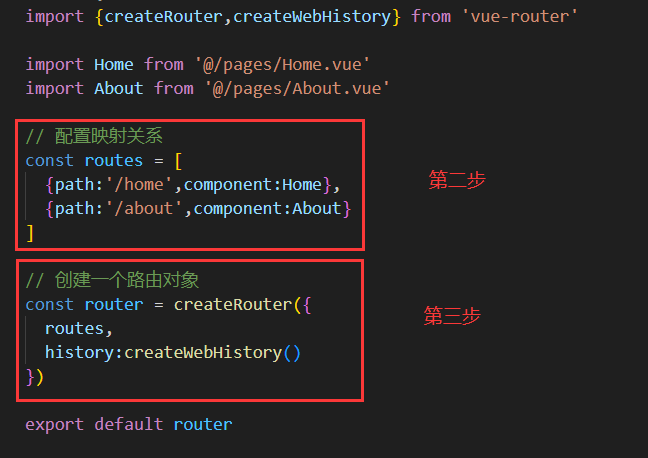 import {createRouter,createWebHistory} from 'vue-router'
import Home from '@/pages/Home.vue'
import About from '@/pages/About.vue'
// 配置映射关系
const routes = [
{path:'/home',component:Home},
{path:'/about',component:About}
]
第二步
// 创建一个路由对象
const router = createRouter({
routes,
history:createWebHistory()
})
第三步
export default router